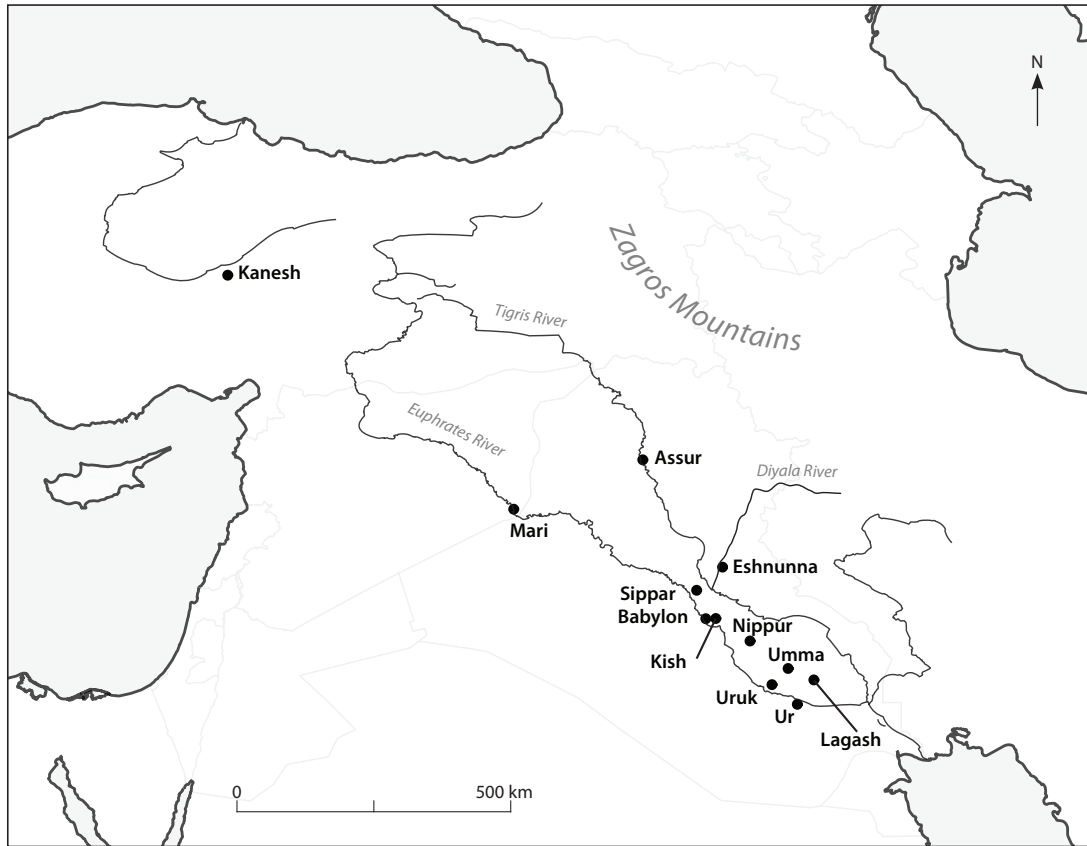 N
Zagros Mountains
Kanesh
Tigris River
Euphrates River
Assur
Diyala River
Mari
Eshnunna
Sippar
Babylon
Nippur
Kish
Umma
Uruk
Ur
Lagash
0
500 km